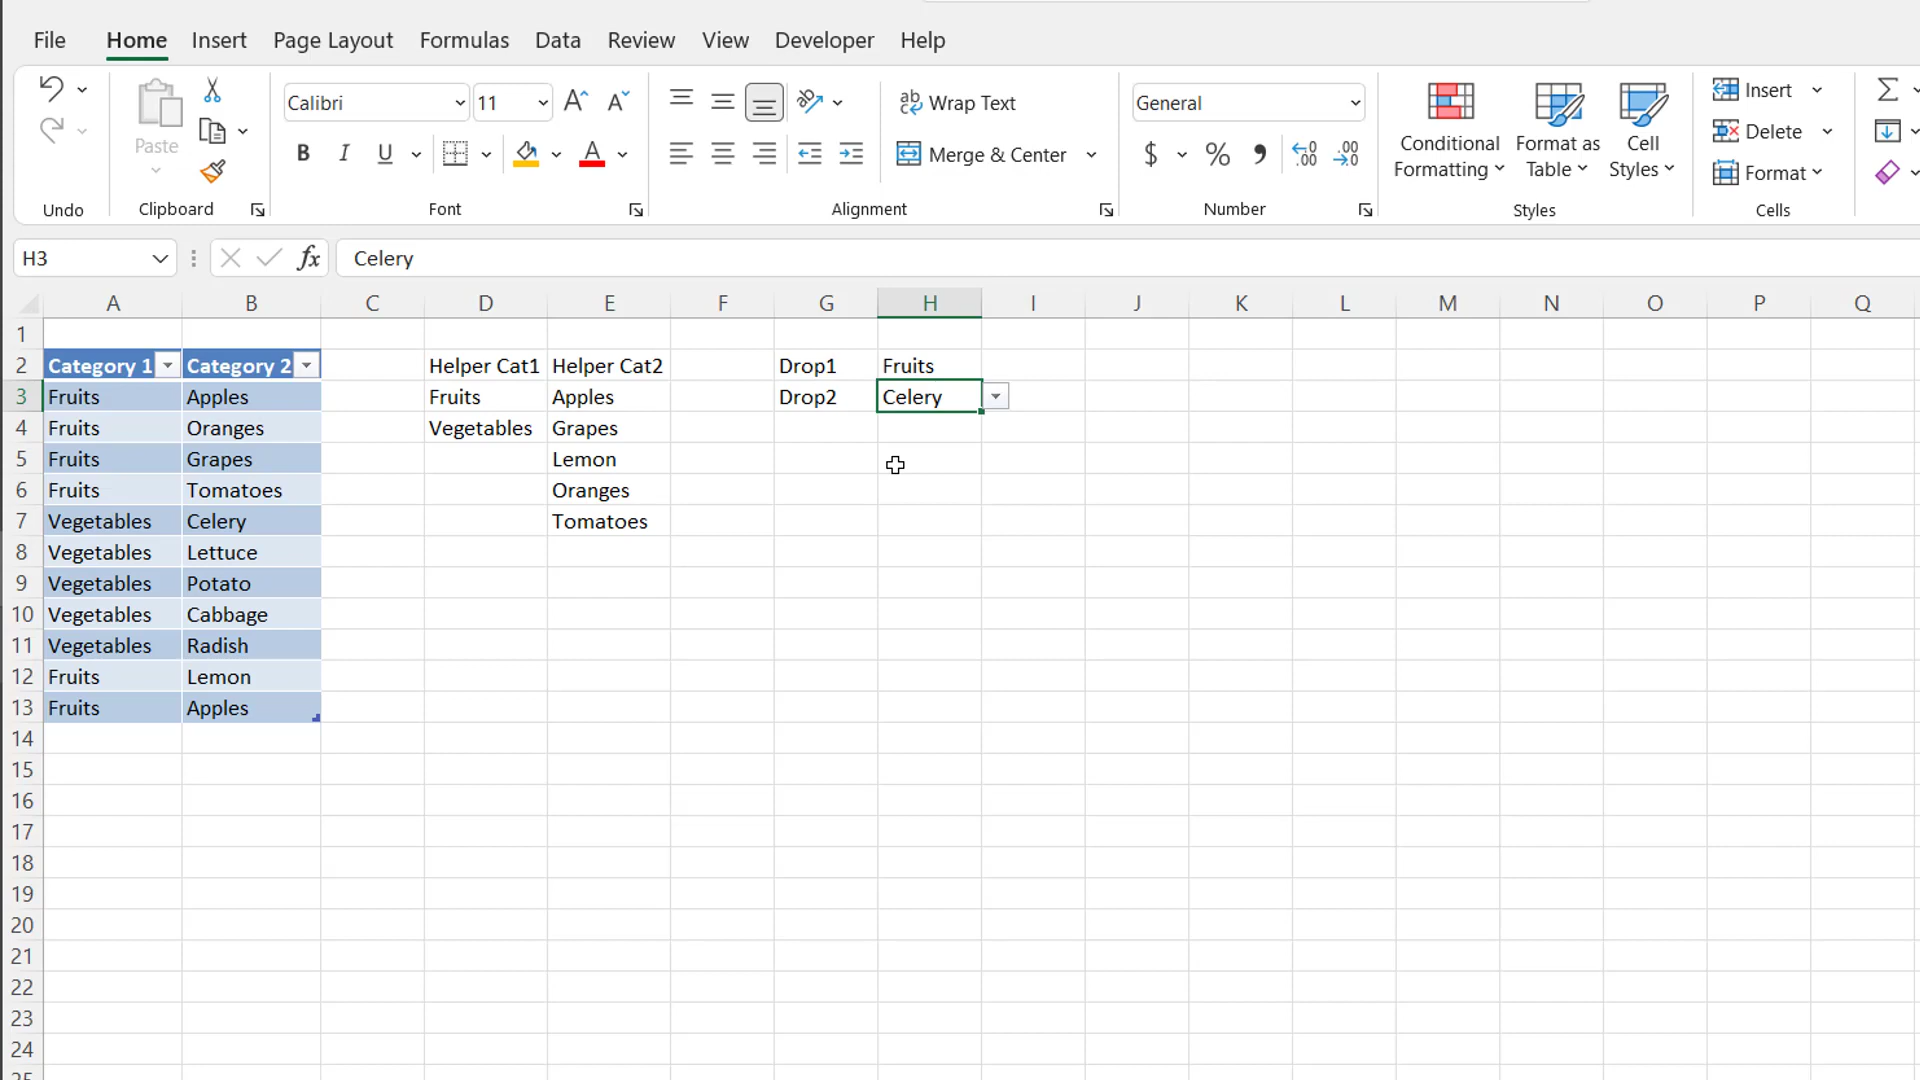 File Home Insert Page Layout Formulas Data Review View Developer Help
Paste
Calibri 11
B I U A
ab Wrap Text
Merge & Center
General
$ % , .00 .00
Conditional Formatting
Format as Table
Cell Styles
Insert
Delete
Format
Undo Clipboard Font Alignment Number Styles Cells
H3 fx Celery
A B C D E F G H I J K L M N O P Q
1
2 Category 1 Category 2 Helper Cat1 Helper Cat2 Drop1 Fruits
3 Fruits Apples Fruits Apples Drop2 Celery
4 Fruits Oranges Vegetables Grapes
5 Fruits Grapes Lemon
6 Fruits Tomatoes Oranges
7 Vegetables Celery Tomatoes
8 Vegetables Lettuce
9 Vegetables Potato
10 Vegetables Cabbage
11 Vegetables Radish
12 Fruits Lemon
13 Fruits Apples
14
15
16
17
18
19
20
21
22
23
24
25